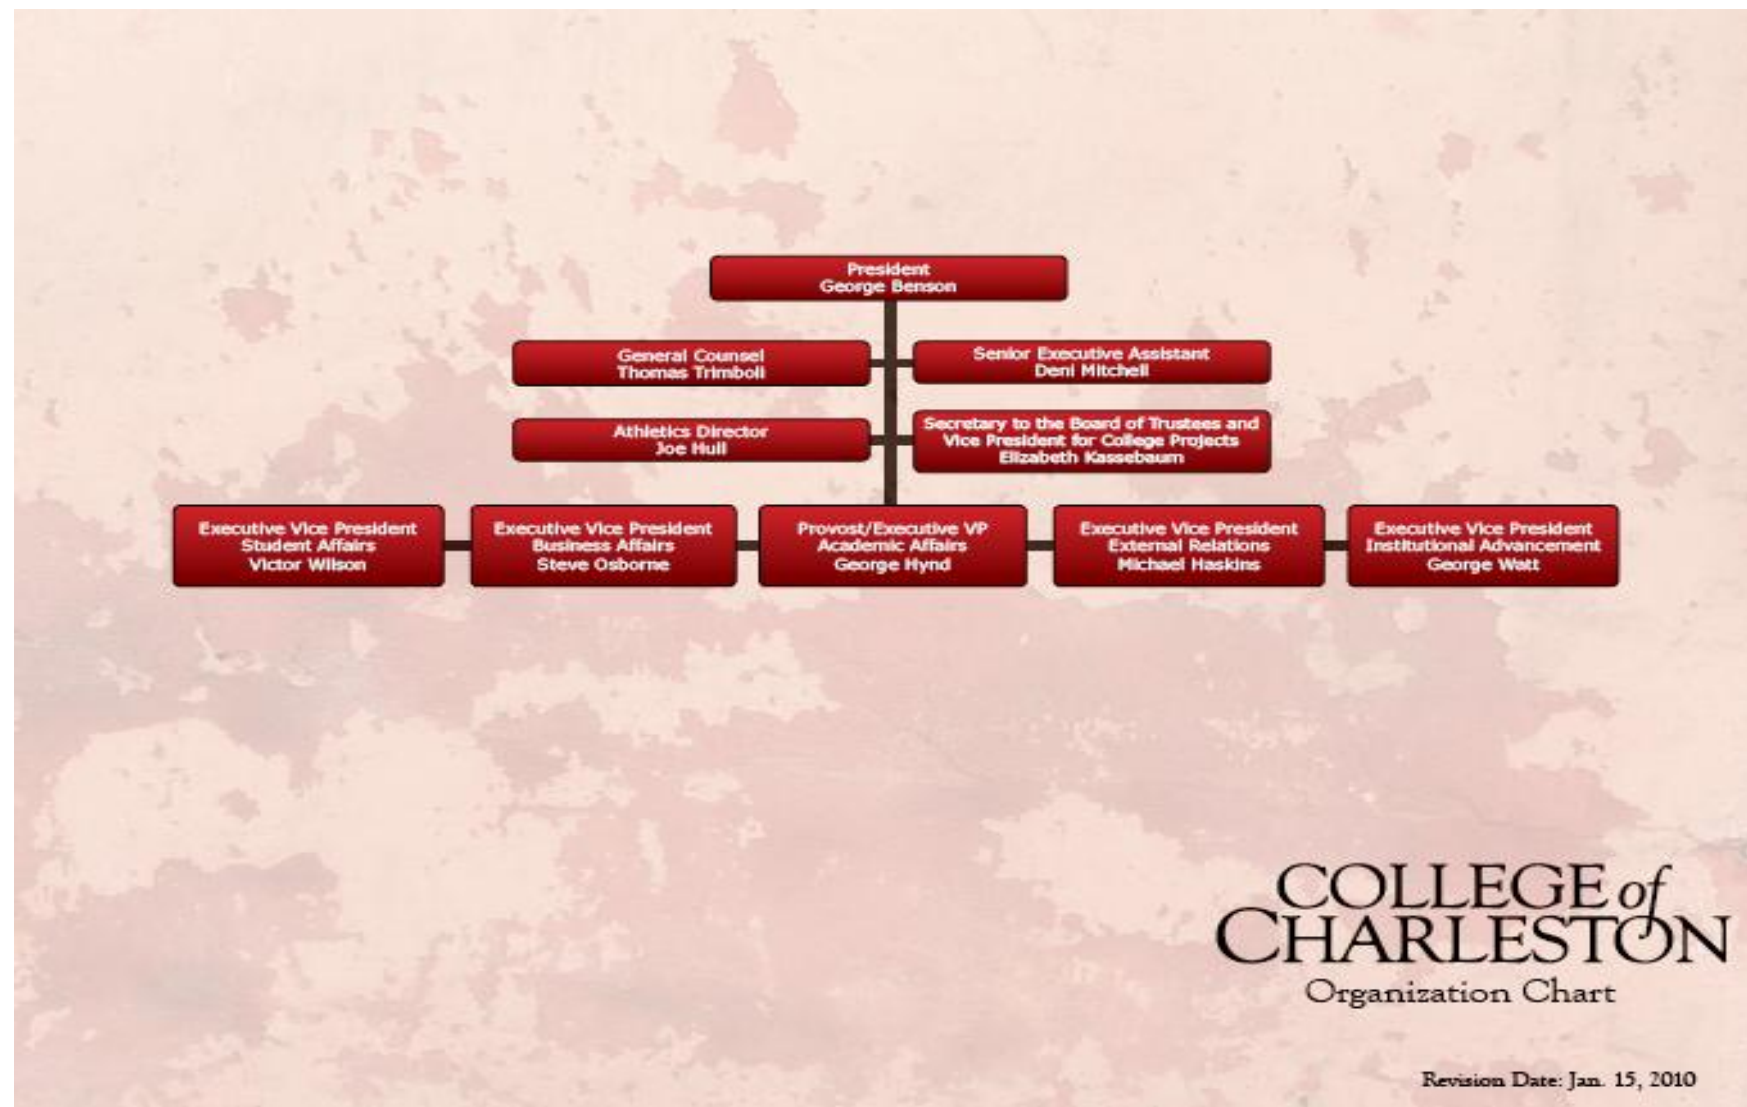 President
George Benson
General Counsel
Thomas Trimboli
Senior Executive Assistant
Deni Mitchell
Athletics Director
Joe Hull
Secretary to the Board of Trustees and
Vice President for College Projects
Elizabeth Kassebaum
Executive Vice President
Student Affairs
Victor Wilson
Executive Vice President
Business Affairs
Steve Osborne
Provost/Executive VP
Academic Affairs
George Hynd
Executive Vice President
External Relations
Michael Haskins
Executive Vice President
Institutional Advancement
George Watt
COLLEGE of
CHARLESTON
Organization Chart
Revision Date: Jan. 15, 2010